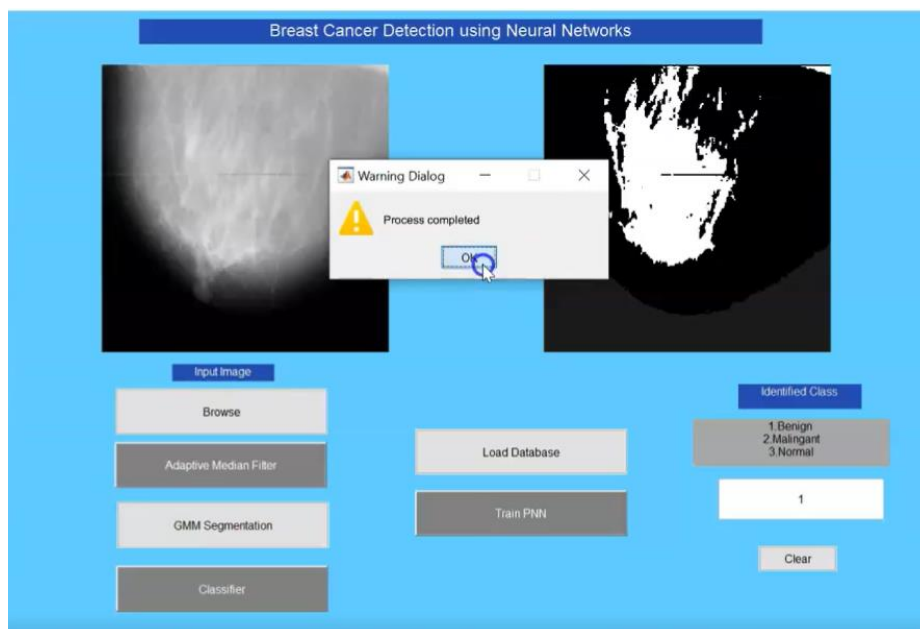 Breast Cancer Detection using Neural Networks
Warning Dialog
Process completed
OK
Input Image
Browse
Adaptive Median Filter
GMM Segmentation
Classifier
Load Database
Train PNN
Identified Class
1.Benign
2.Malingant
3.Normal
1
Clear